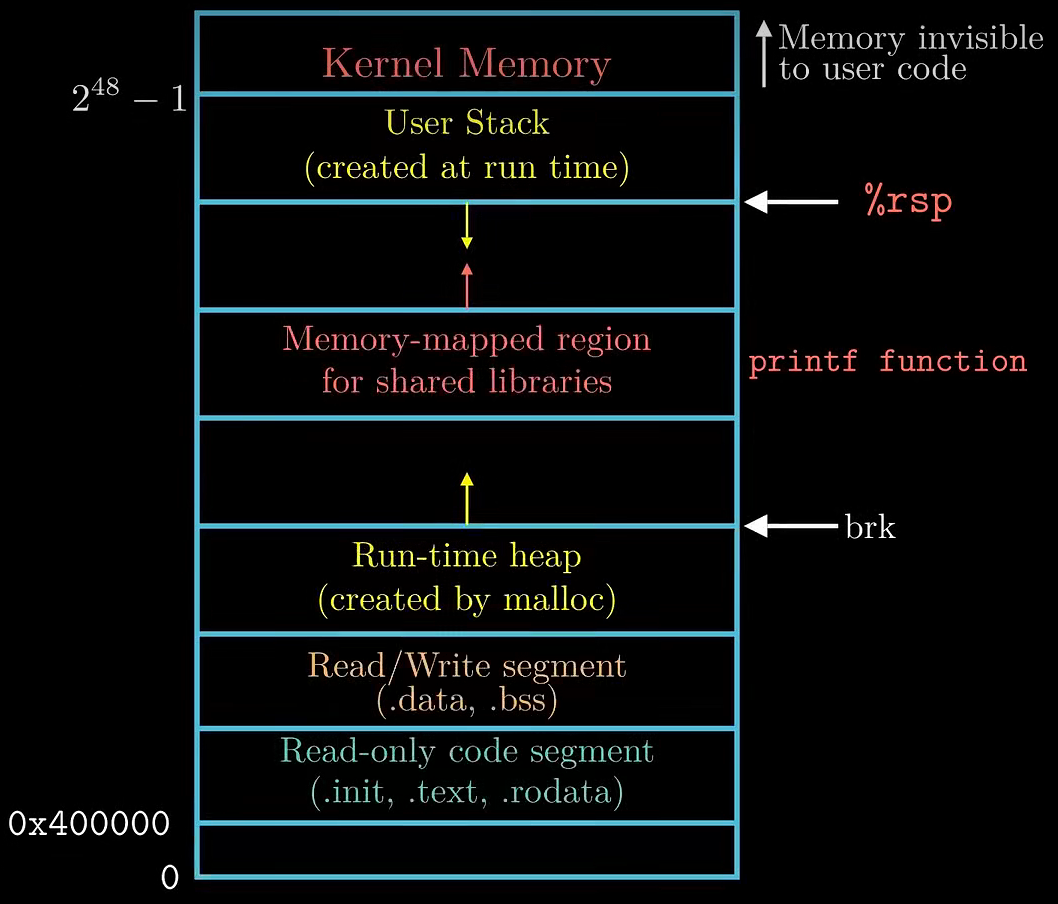 Kernel Memory
Memory invisible
to user code
2^48 − 1
User Stack
(created at run time)
%rsp
Memory-mapped region
for shared libraries
printf function
brk
Run-time heap
(created by malloc)
Read/Write segment
(.data, .bss)
Read-only code segment
(.init, .text, .rodata)
0x400000
0